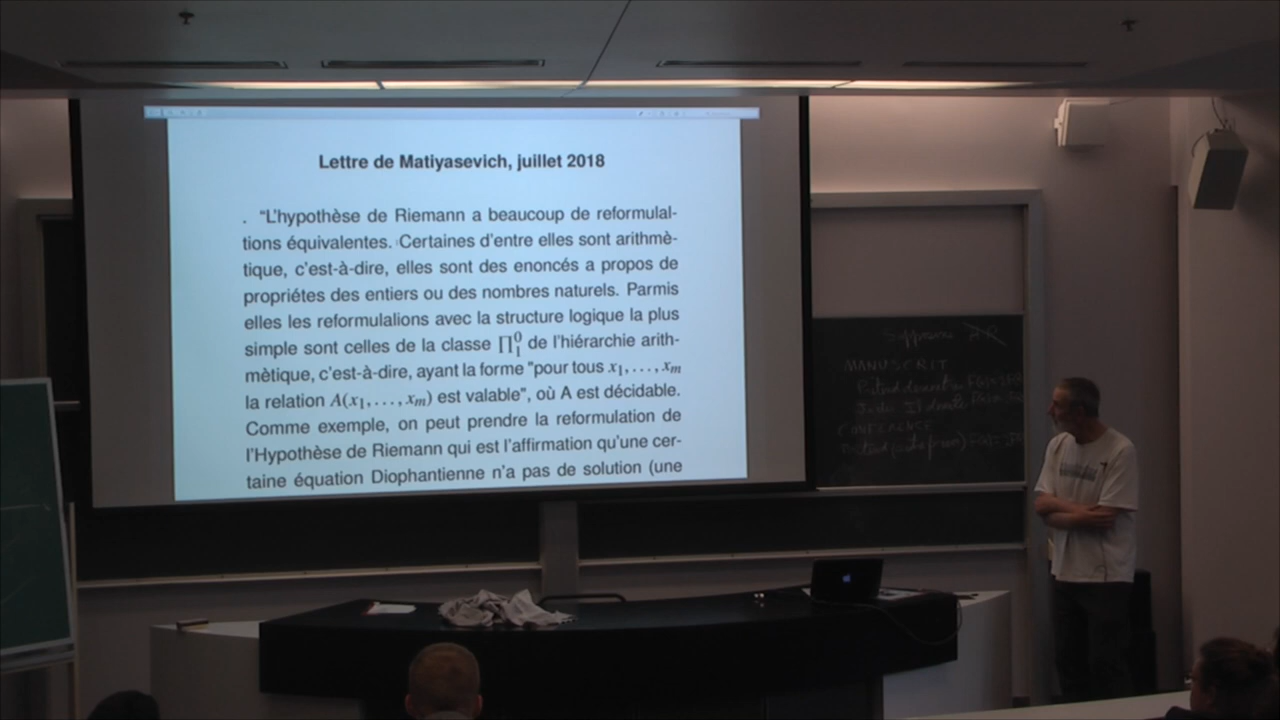 Lettre de Matiyasevich, juillet 2018
. "L'hypothèse de Riemann a beaucoup de reformulal-
tions équivalentes. Certaines d'entre elles sont arithmè-
tique, c'est-à-dire, elles sont des enoncés a propos de
propriétes des entiers ou des nombres naturels. Parmis
elles les reformulalions avec la structure logique la plus
simple sont celles de la classe ∏₁⁰ de l'hiérarchie arith-
mètique, c'est-à-dire, ayant la forme "pour tous x₁, . . . , xₘ
la relation A(x₁, . . . , xₘ) est valable", où A est décidable.
Comme exemple, on peut prendre la reformulation de
l'Hypothèse de Riemann qui est l'affirmation qu'une cer-
taine équation Diophantienne n'a pas de solution (une
MANUSCRIT
CONFERENCE